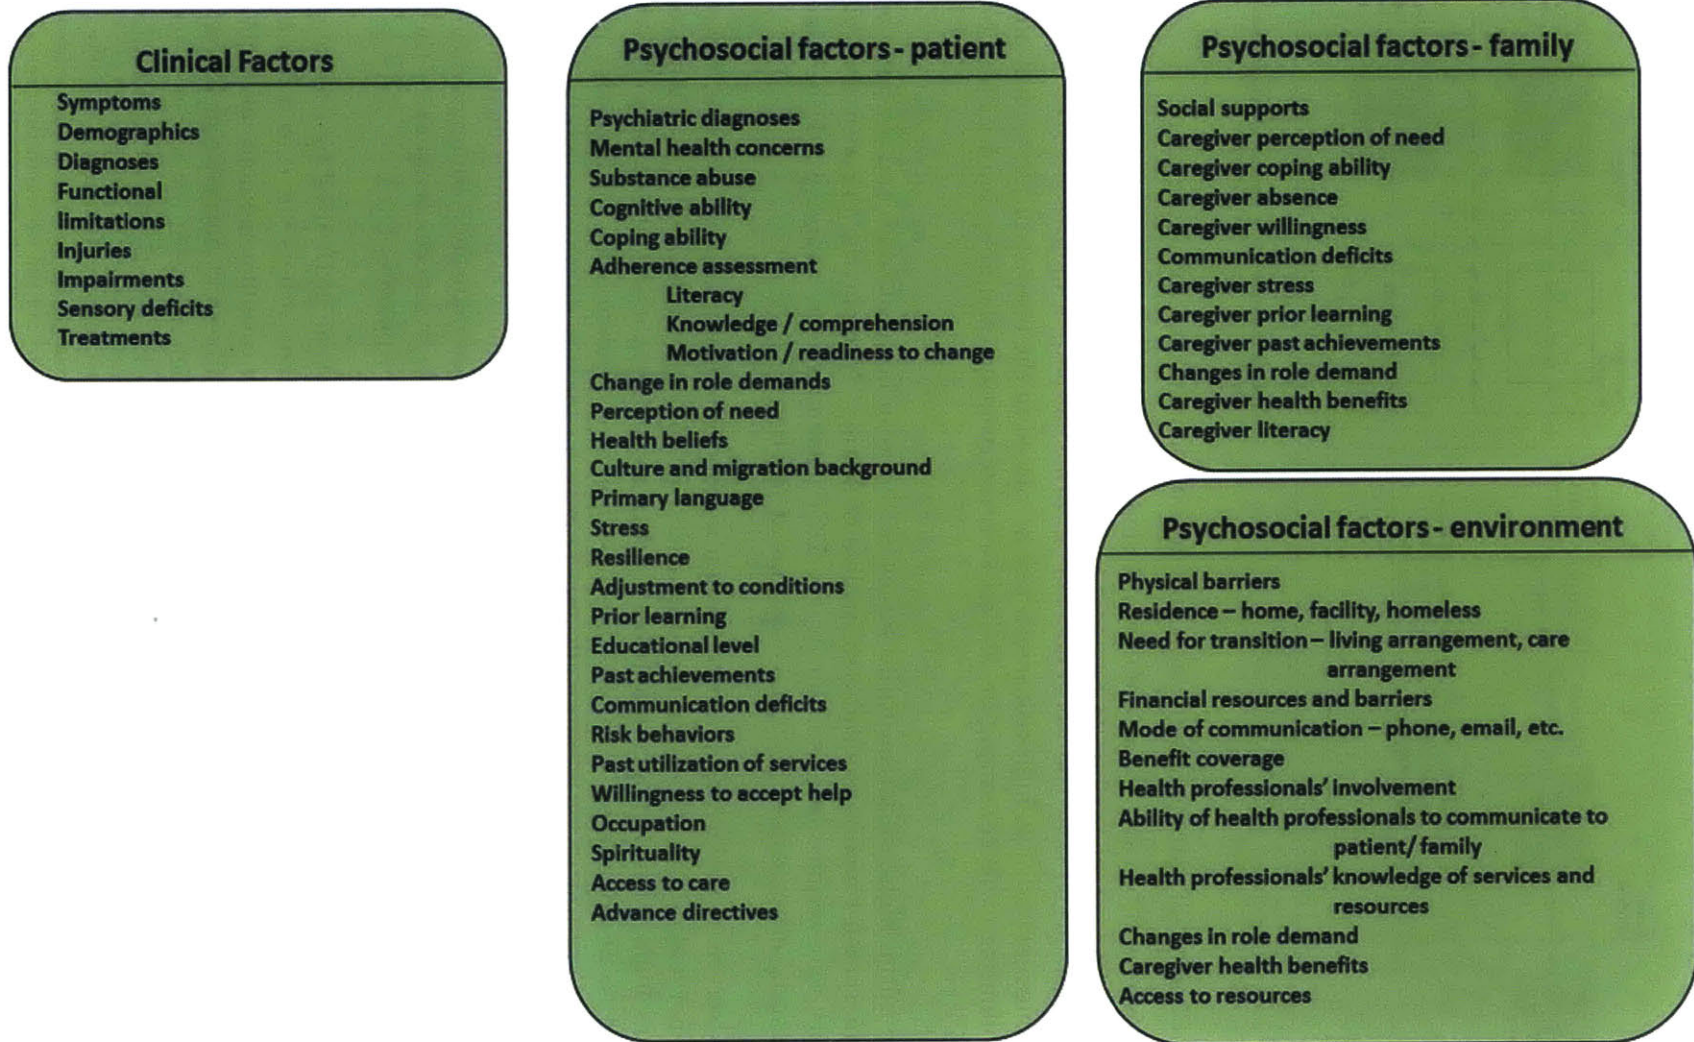 Clinical Factors
Symptoms
Demographics
Diagnoses
Functional
limitations
Injuries
Impairments
Sensory deficits
Treatments
Psychosocial factors - patient
Psychiatric diagnoses
Mental health concerns
Substance abuse
Cognitive ability
Coping ability
Adherence assessment
Literacy
Knowledge / comprehension
Motivation / readiness to change
Change in role demands
Perception of need
Health beliefs
Culture and migration background
Primary language
Stress
Resilience
Adjustment to conditions
Prior learning
Educational level
Past achievements
Communication deficits
Risk behaviors
Past utilization of services
Willingness to accept help
Occupation
Spirituality
Access to care
Advance directives
Psychosocial factors - family
Social supports
Caregiver perception of need
Caregiver coping ability
Caregiver absence
Caregiver willingness
Communication deficits
Caregiver stress
Caregiver prior learning
Caregiver past achievements
Changes in role demand
Caregiver health benefits
Caregiver literacy
Psychosocial factors - environment
Physical barriers
Residence – home, facility, homeless
Need for transition – living arrangement, care
arrangement
Financial resources and barriers
Mode of communication – phone, email, etc.
Benefit coverage
Health professionals' involvement
Ability of health professionals to communicate to
patient/ family
Health professionals' knowledge of services and
resources
Changes in role demand
Caregiver health benefits
Access to resources